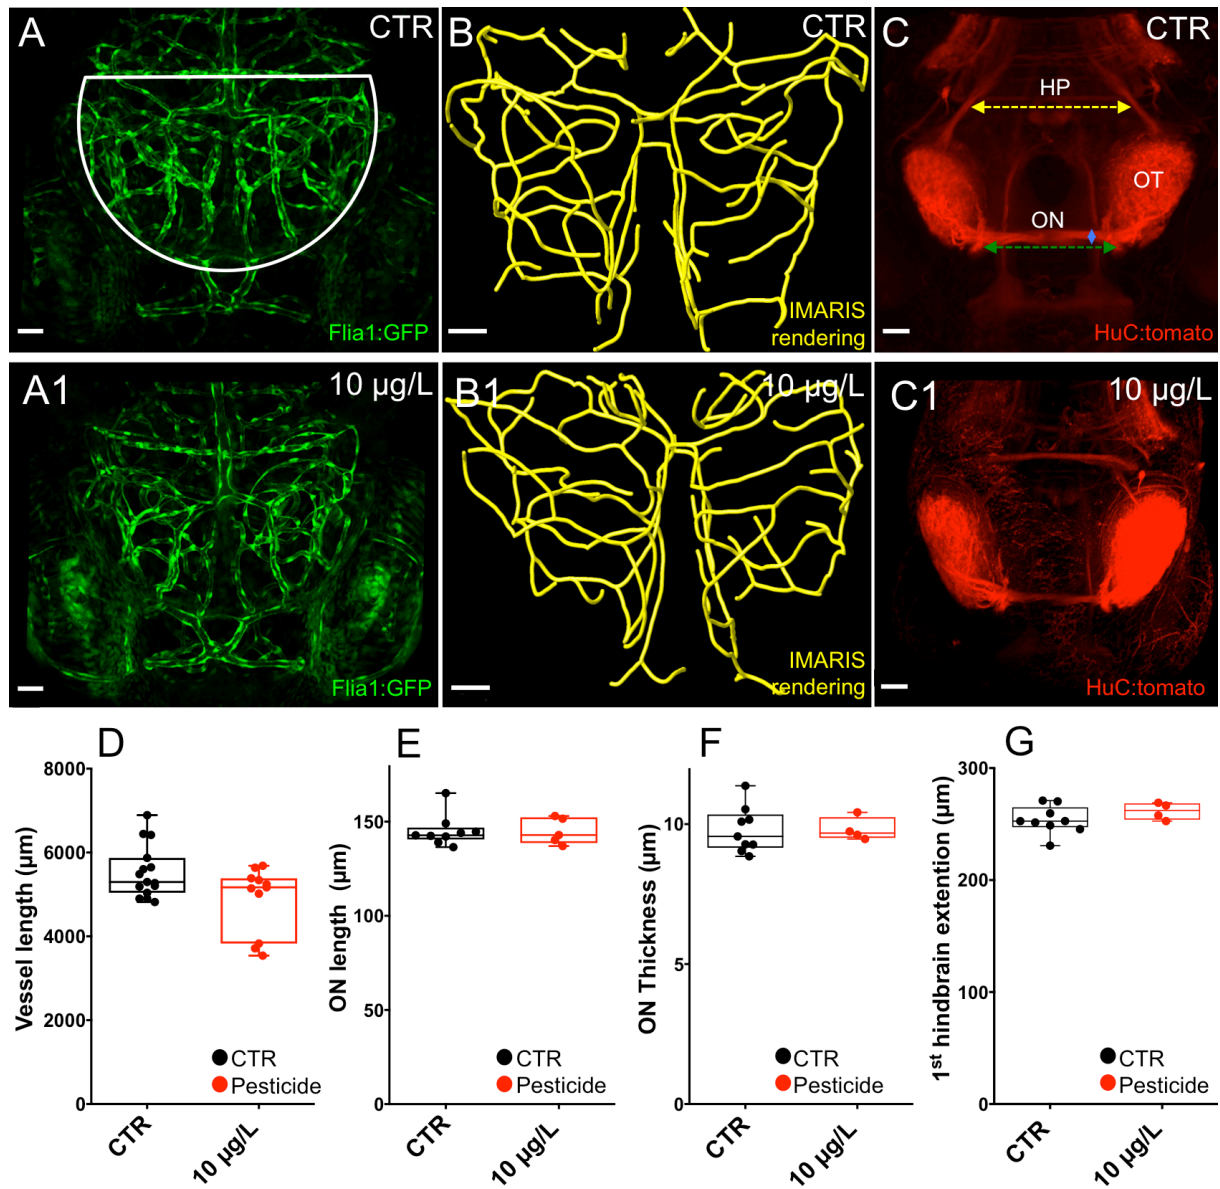 A CTR
Flia1:GFP
B CTR
IMARIS
rendering
C CTR
HP
OT
ON
HuC:tomato
A1 10 µg/L
Flia1:GFP
B1 10 µg/L
IMARIS
rendering
C1 10 µg/L
HuC:tomato
D
Vessel length (µm)
8000
6000
4000
2000
0
CTR
Pesticide
CTR
10 µg/L
E
ON length (µm)
150
100
50
0
CTR
Pesticide
CTR
10 µg/L
F
ON Thickness (µm)
10
5
0
CTR
Pesticide
CTR
10 µg/L
G
1st hindbrain extention (µm)
300
250
200
0
CTR
Pesticide
CTR
10 µg/L